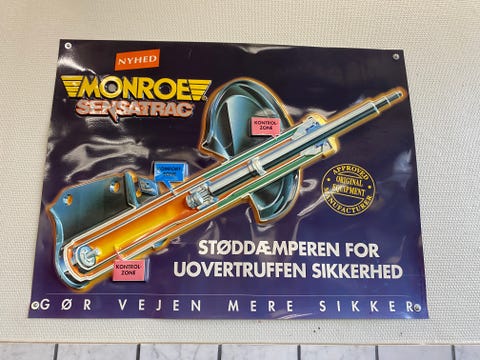 NYHED
MONROE
SENSATRAC
KONTROL-
ZONE
KOMFORT-
ZONE
APPROVED
ORIGINAL
EQUIPMENT
MANUFACTURER
KONTROL-
ZONE
STØDDÆMPEREN FOR
UOVERTRUFFEN SIKKERHED
GØR VEJEN MERE SIKKER